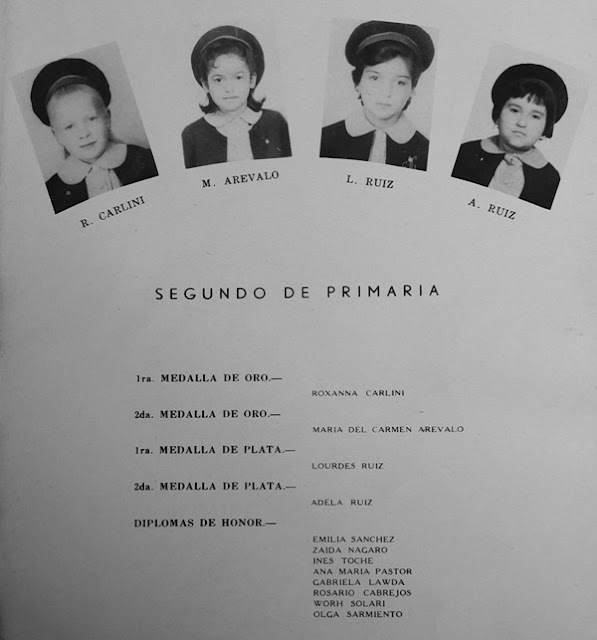 R. CARLINI
M. AREVALO
L. RUIZ
A. RUIZ
SEGUNDO DE PRIMARIA
1ra. MEDALLA DE ORO.—
ROXANNA CARLINI
2da. MEDALLA DE ORO.—
MARIA DEL CARMEN AREVALO
1ra. MEDALLA DE PLATA.—
LOURDES RUIZ
2da. MEDALLA DE PLATA.—
ADELA RUIZ
DIPLOMAS DE HONOR.—
EMILIA SANCHEZ
ZAIDA NAGARO
INES TOCHE
ANA MARIA PASTOR
GABRIELA LAWDA
ROSARIO CABREJOS
WORH SOLARI
OLGA SARMIENTO